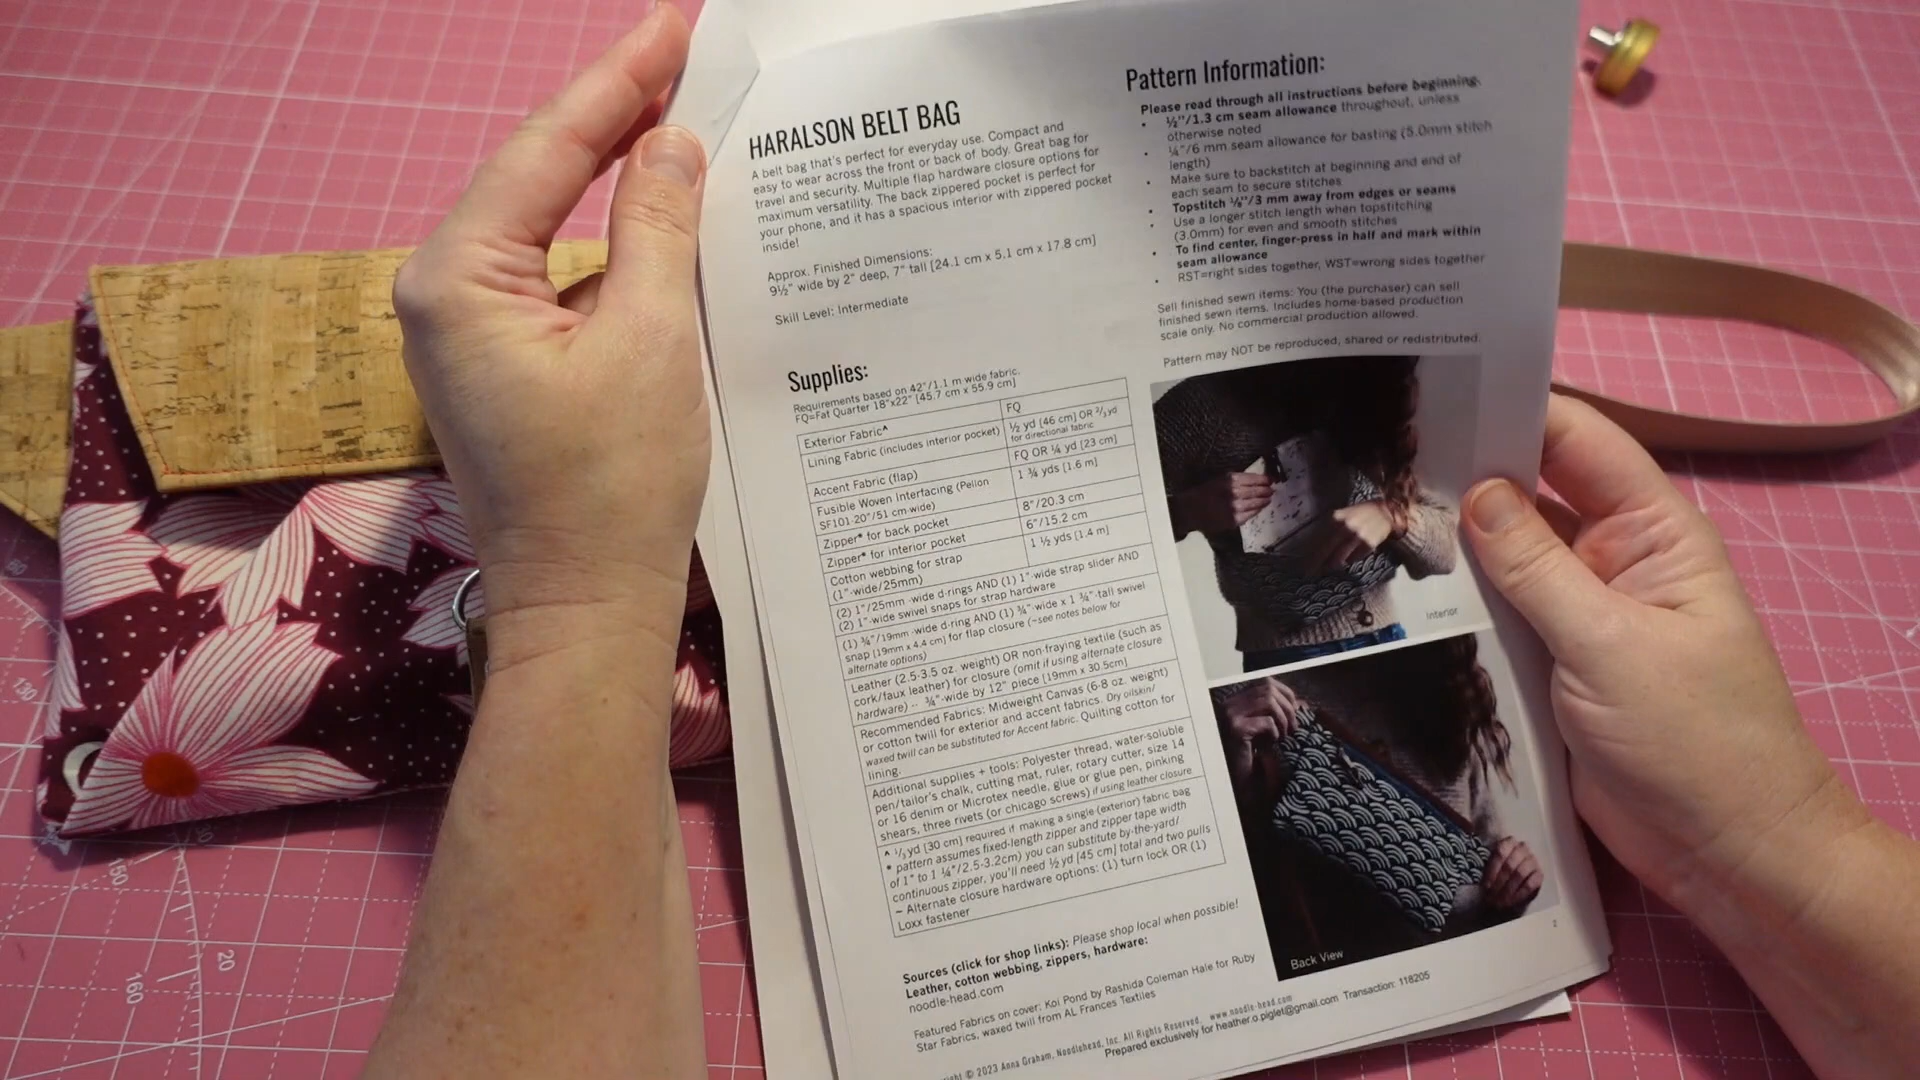 HARALSON BELT BAG
A belt bag that's perfect for everyday use. Compact and
easy to wear across the front or back of body. Great bag for
travel and security. Multiple flap hardware closure options for
maximum versatility. The back zippered pocket is perfect for
your phone, and it has a spacious interior with zippered pocket
inside!
Approx. Finished Dimensions:
9½" wide by 2" deep, 7" tall [24.1 cm x 5.1 cm x 17.8 cm]
Skill Level: Intermediate
Supplies:
Requirements based on 42"/1.1 m-wide fabric.
FQ=Fat Quarter 18"x22" [45.7 cm x 55.9 cm]
Exterior Fabric^
FQ
Lining Fabric (includes interior pocket)
½ yd [46 cm] OR ⅔ yd
for directional fabric
Accent Fabric (flap)
FQ OR ¼ yd [23 cm]
Fusible Woven Interfacing (Pellon
SF101-20"/51 cm-wide)
1 ¾ yds [1.6 m]
Zipper* for back pocket
8"/20.3 cm
Zipper* for interior pocket
6"/15.2 cm
Cotton webbing for strap
(1"-wide/25mm)
1 ½ yds [1.4 m]
(2) 1"/25mm -wide d-rings AND (1) 1"-wide strap slider AND
(2) 1"-wide swivel snaps for strap hardware
(1) ¾"/19mm -wide d-ring AND (1) ¾"-wide x 1 ¾"-tall swivel
snap [19mm x 4.4 cm] for flap closure (~see notes below for
alternate options)
Leather (2.5-3.5 oz. weight) OR non-fraying textile (such as
cork/faux leather) for closure (omit if using alternate closure
hardware) -- ¾"-wide by 12" piece [19mm x 30.5cm]
Recommended Fabrics: Midweight Canvas (6-8 oz. weight)
or cotton twill for exterior and accent fabrics. Dry oilskin/
waxed twill can be substituted for Accent fabric. Quilting cotton for
lining.
Additional supplies + tools: Polyester thread, water-soluble
pen/tailor's chalk, cutting mat, ruler, rotary cutter, size 14
or 16 denim or Microtex needle, glue or glue pen, pinking
shears, three rivets (or chicago screws) if using leather closure
^ ⅓ yd [30 cm] required if making a single (exterior) fabric bag
* pattern assumes fixed-length zipper and zipper tape width
of 1" to 1 ¼"/2.5-3.2cm) you can substitute by-the-yard/
continuous zipper, you'll need ½ yd [45 cm] total and two pulls
~ Alternate closure hardware options: (1) turn lock OR (1)
Loxx fastener
Sources (click for shop links): Please shop local when possible!
Leather, cotton webbing, zippers, hardware:
noodle-head.com
Featured Fabrics on cover: Koi Pond by Rashida Coleman Hale for Ruby
Star Fabrics, waxed twill from AL Frances Textiles
Pattern Information:
Please read through all instructions before beginning.
• ½"/1.3 cm seam allowance throughout, unless
otherwise noted
• ¼"/6 mm seam allowance for basting (5.0mm stitch
length)
• Make sure to backstitch at beginning and end of
each seam to secure stitches
• Topstitch ⅛"/3 mm away from edges or seams
• Use a longer stitch length when topstitching
(3.0mm) for even and smooth stitches
• To find center, finger-press in half and mark within
seam allowance
• RST=right sides together, WST=wrong sides together
Sell finished sewn items: You (the purchaser) can sell
finished sewn items. Includes home-based production
scale only. No commercial production allowed.
Pattern may NOT be reproduced, shared or redistributed.
Interior
Back View
2
© 2023 Anna Graham, Noodlehead, Inc. All Rights Reserved. www.noodle-head.com
Prepared exclusively for heather.o.piglet@gmail.com Transaction: 118205
130
150
160
20